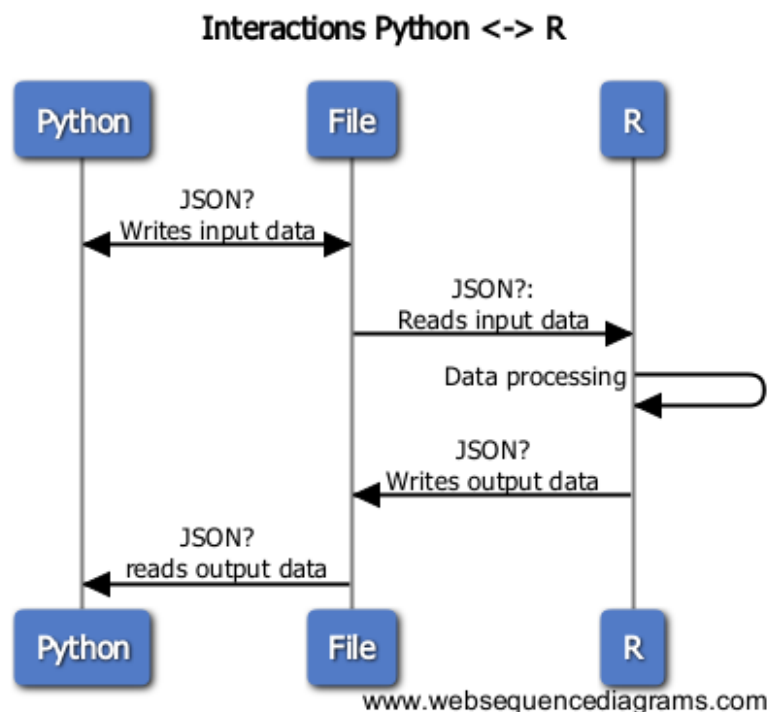 Interactions Python <-> R
Python
File
R
JSON?
Writes input data
JSON?:
Reads input data
Data processing
JSON?
Writes output data
JSON?
reads output data
Python
File
R
www.websequencediagrams.com